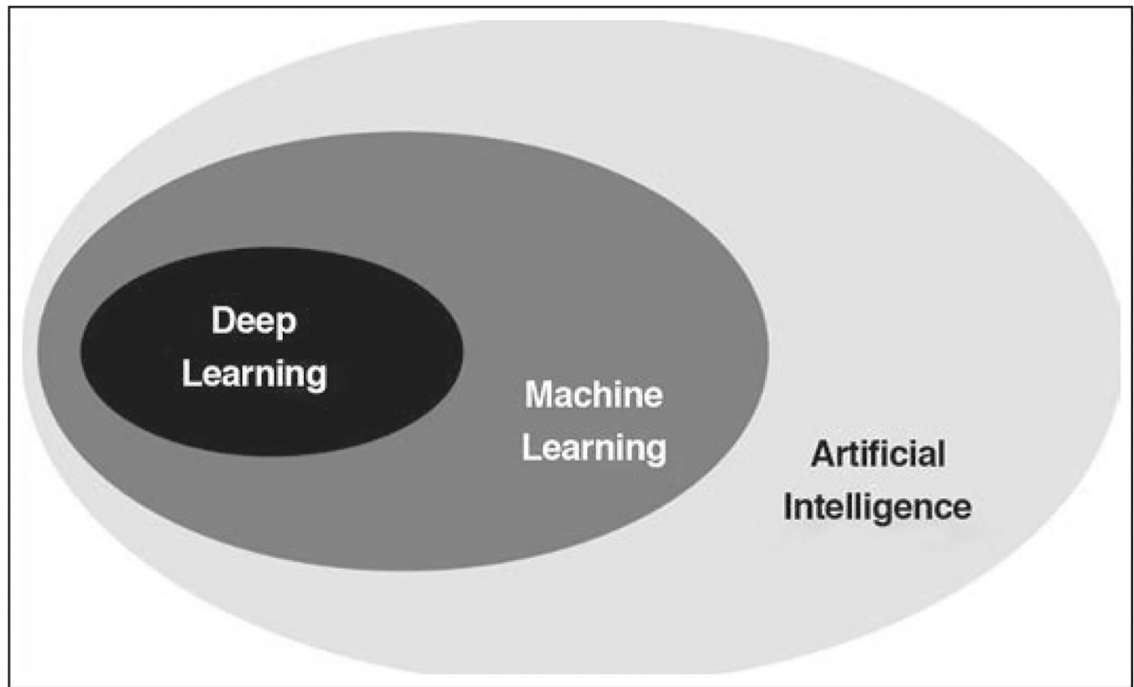 Deep
Learning
Machine
Learning
Artificial
Intelligence